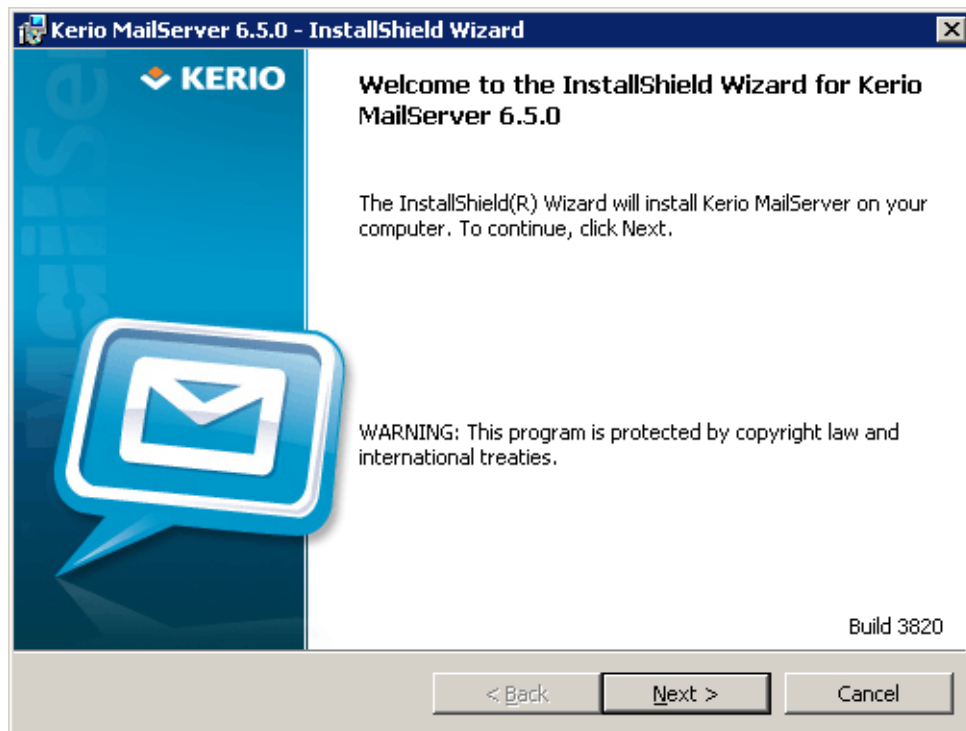 Kerio MailServer 6.5.0 - InstallShield Wizard
KERIO
MailSer
Welcome to the InstallShield Wizard for Kerio
MailServer 6.5.0
The InstallShield(R) Wizard will install Kerio MailServer on your
computer. To continue, click Next.
WARNING: This program is protected by copyright law and
international treaties.
Build 3820
< Back
Next >
Cancel